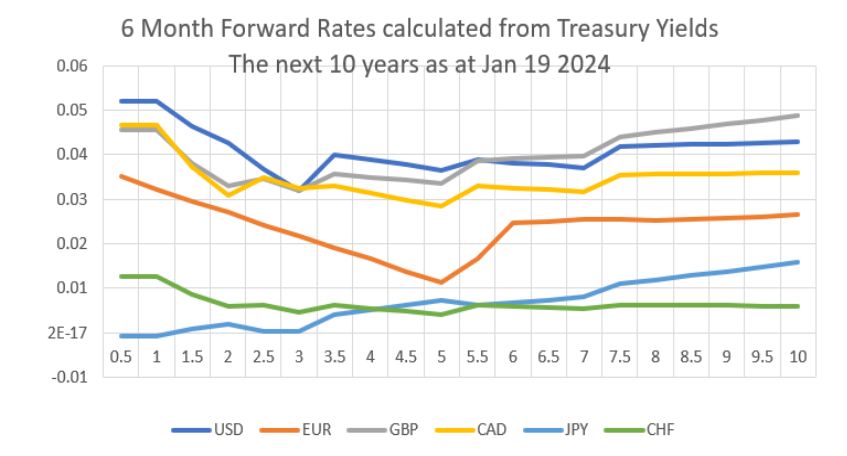 6 Month Forward Rates calculated from Treasury Yields
The next 10 years as at Jan 19 2024
0.06
0.05
0.04
0.03
0.02
0.01
2E-17
0.5 1 1.5 2 2.5 3 3.5 4 4.5 5 5.5 6 6.5 7 7.5 8 8.5 9 9.5 10
-0.01
USD EUR GBP CAD JPY CHF